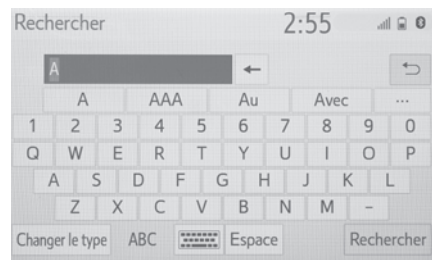 Rechercher 2:55
A ←
A AAA Au Avec ...
1 2 3 4 5 6 7 8 9 0
Q W E R T Y U I O P
A S D F G H J K L
Z X C V B N M -
Changer le type ABC Espace Rechercher